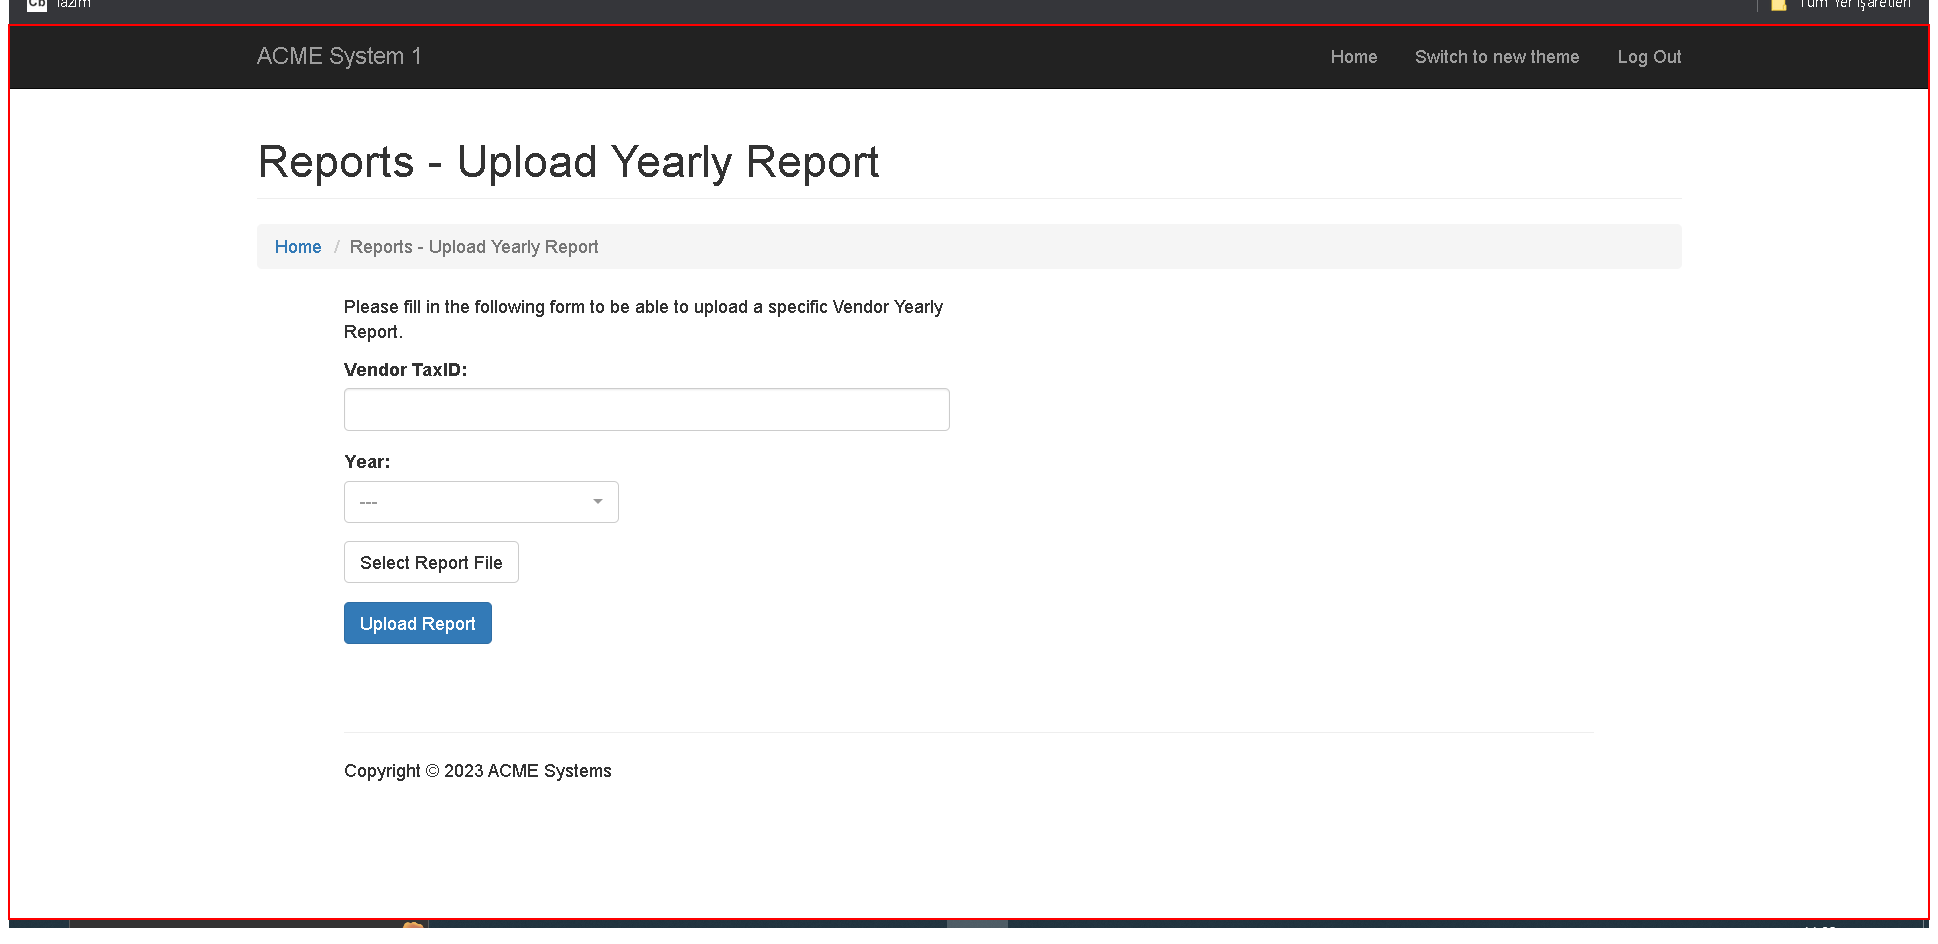 Cb Yazım
Tüm Yer İşaretleri
ACME System 1
Home Switch to new theme Log Out
Reports - Upload Yearly Report
Home / Reports - Upload Yearly Report
Please fill in the following form to be able to upload a specific Vendor Yearly
Report.
Vendor TaxID:
Year:
---
Select Report File
Upload Report
Copyright © 2023 ACME Systems